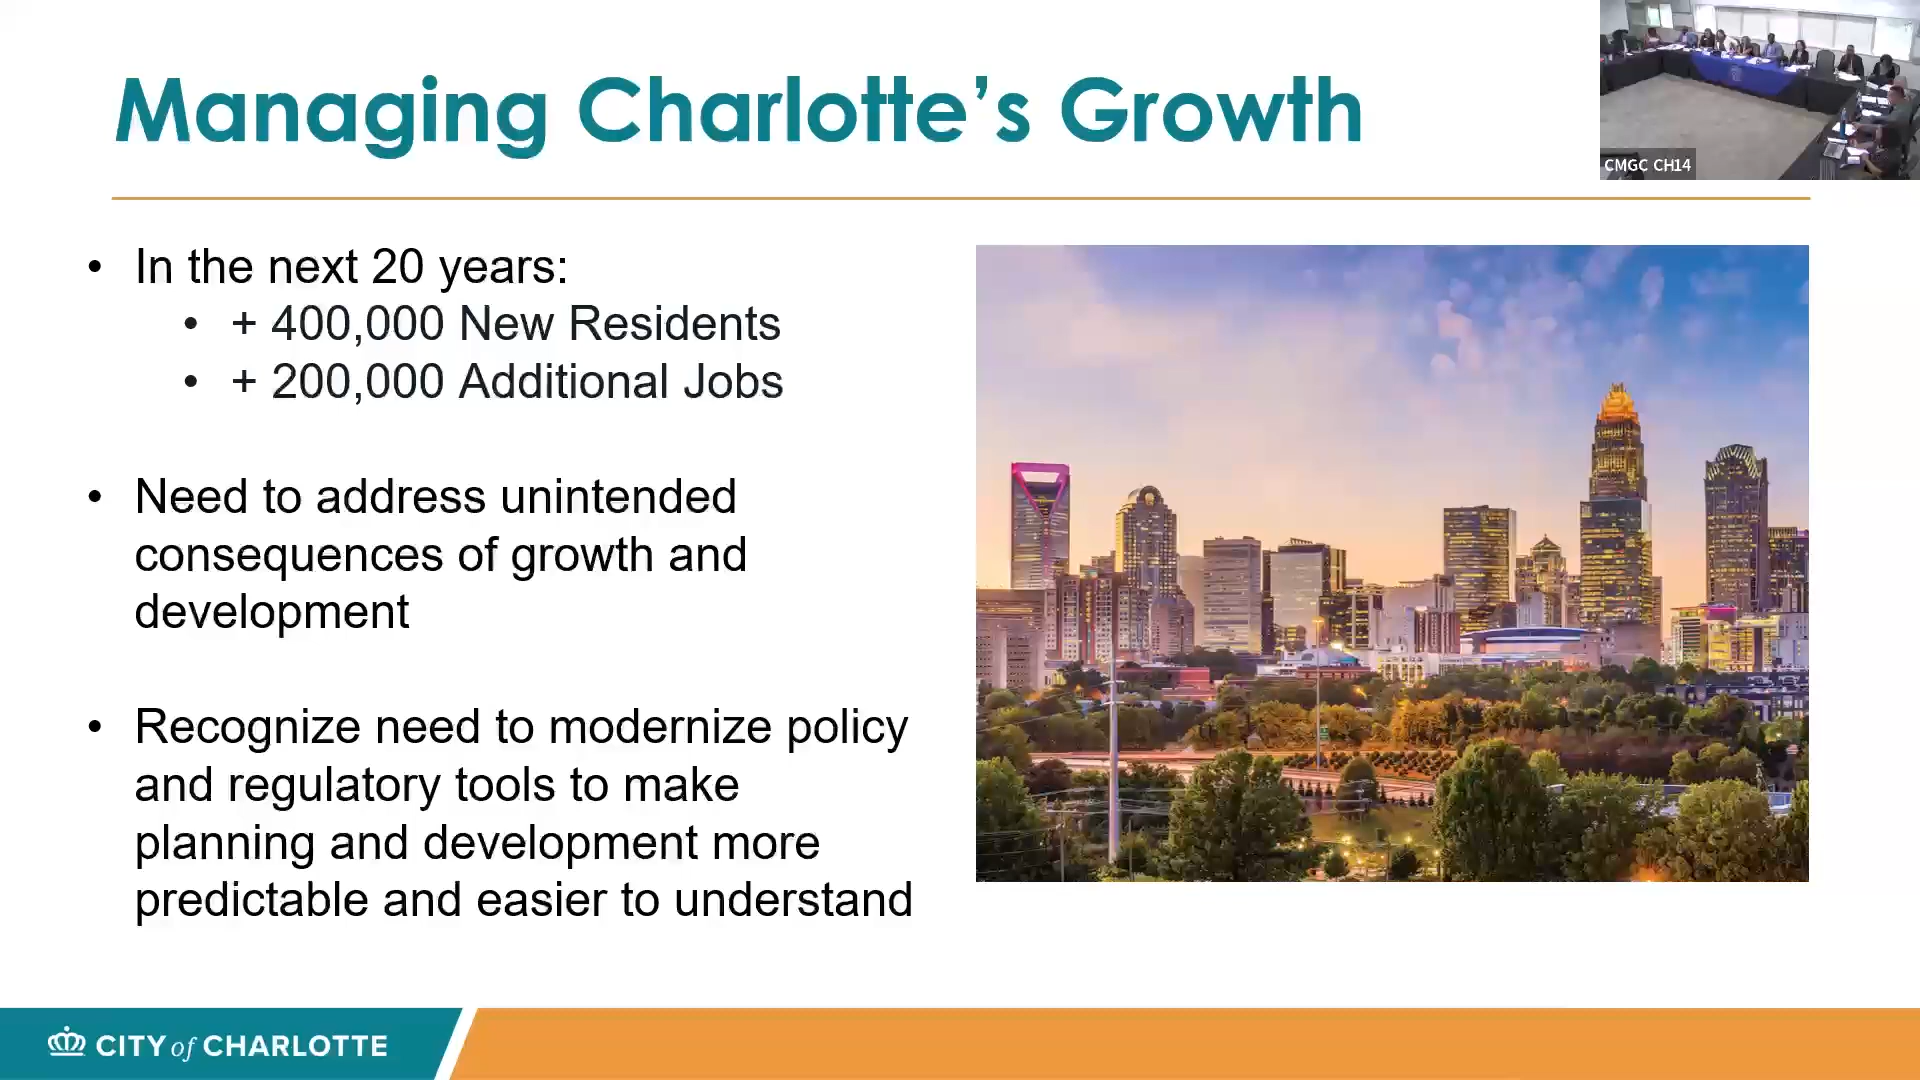 Managing Charlotte’s Growth
CMGC CH14
• In the next 20 years:
• + 400,000 New Residents
• + 200,000 Additional Jobs
• Need to address unintended
consequences of growth and
development
• Recognize need to modernize policy
and regulatory tools to make
planning and development more
predictable and easier to understand
CITY of CHARLOTTE